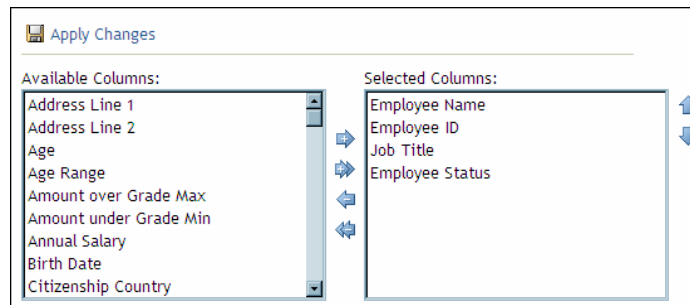 Apply Changes
Available Columns:
Address Line 1
Address Line 2
Age
Age Range
Amount over Grade Max
Amount under Grade Min
Annual Salary
Birth Date
Citizenship Country
Selected Columns:
Employee Name
Employee ID
Job Title
Employee Status